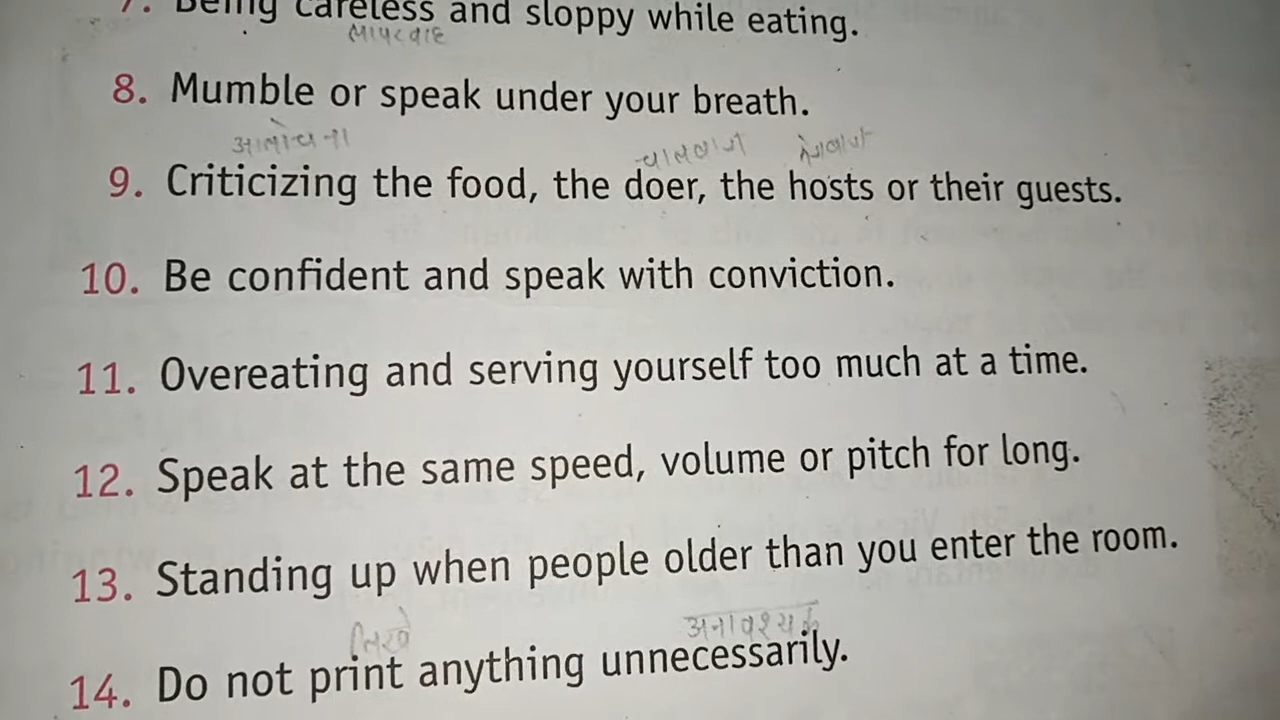 7. Being careless and sloppy while eating.
8. Mumble or speak under your breath.
आलोचना
9. Criticizing the food, the doer, the hosts or their guests.
10. Be confident and speak with conviction.
11. Overeating and serving yourself too much at a time.
12. Speak at the same speed, volume or pitch for long.
13. Standing up when people older than you enter the room.
अनावश्यक
14. Do not print anything unnecessarily.